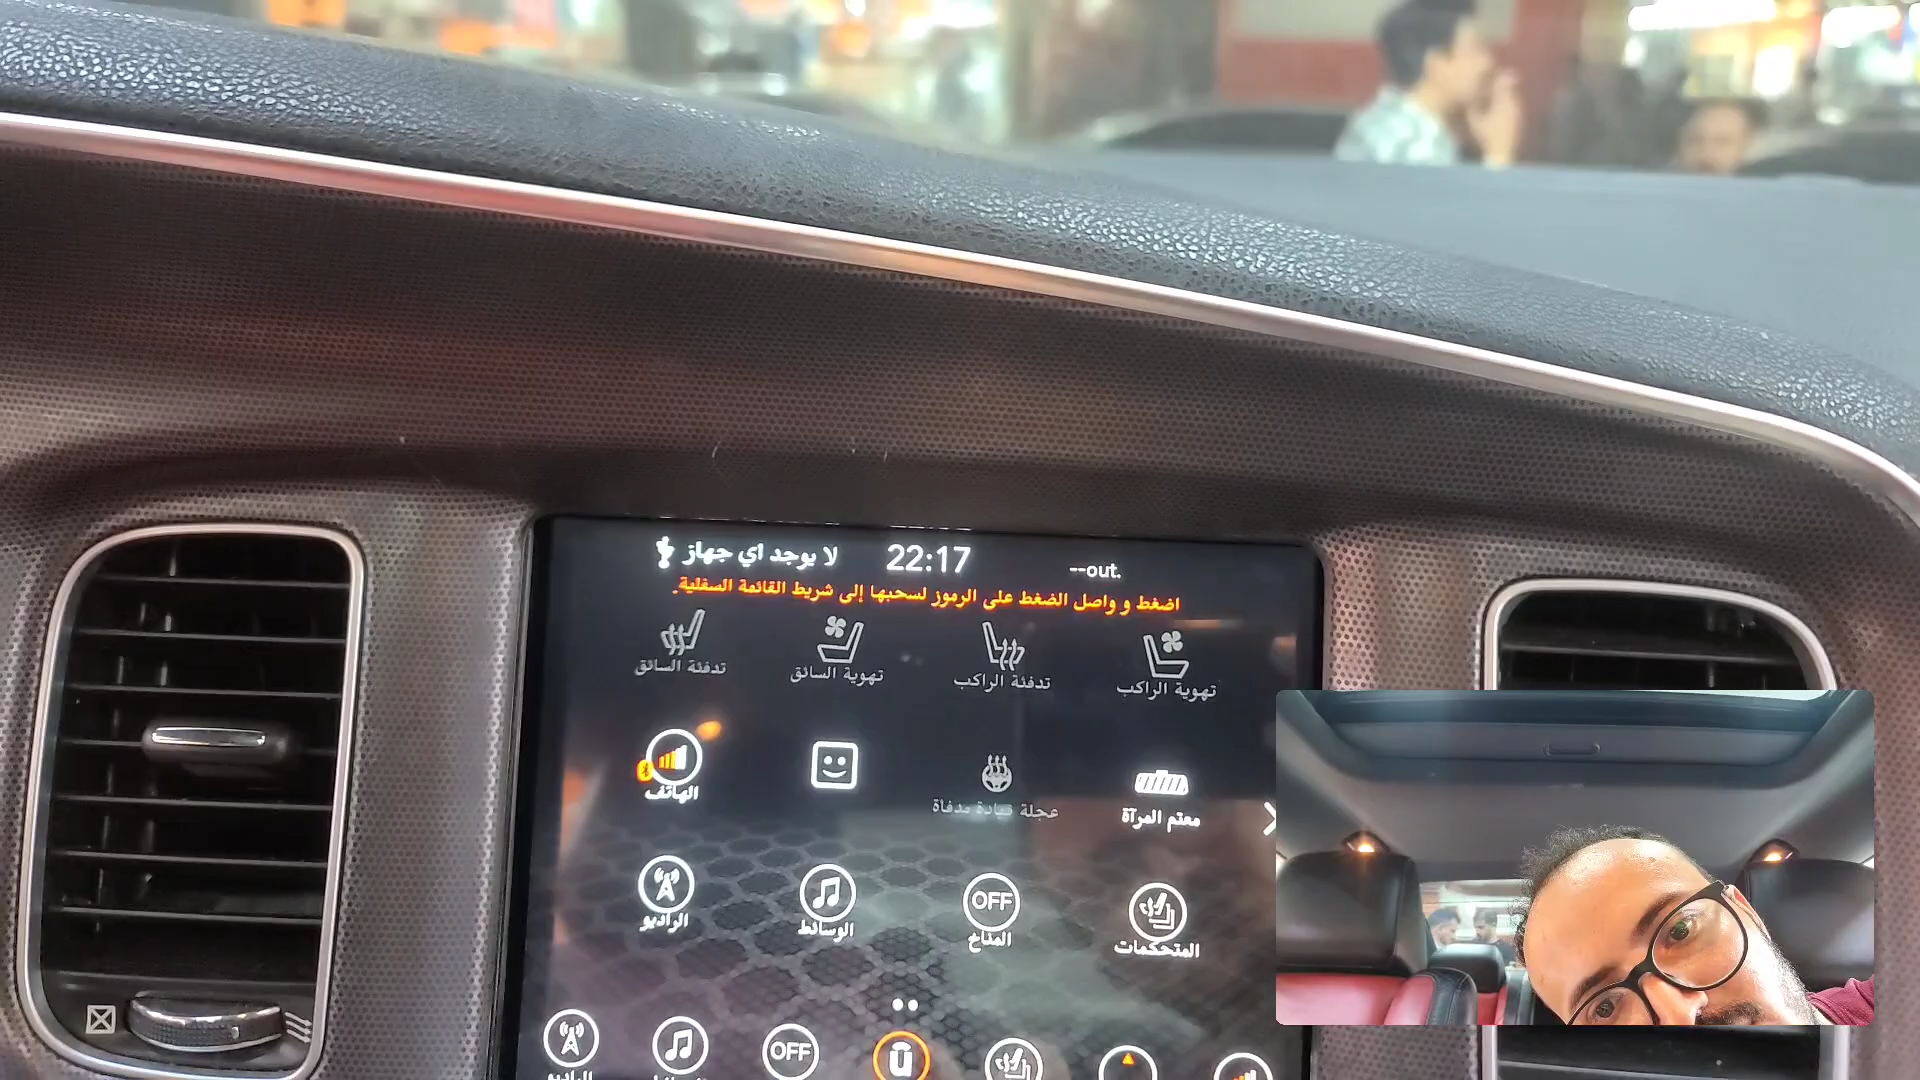 لا يوجد اي جهاز 22:17 --out.
اضغط و واصل الضغط على الرموز لسحبها إلى شريط القائمة السفلية.
تدفئة السائق
تهوية السائق
تدفئة الراكب
تهوية الراكب
الهاتف
عجلة قيادة مدفأة
معتم المرآة
الراديو
الوسائط
OFF
المناخ
المتحكمات
OFF